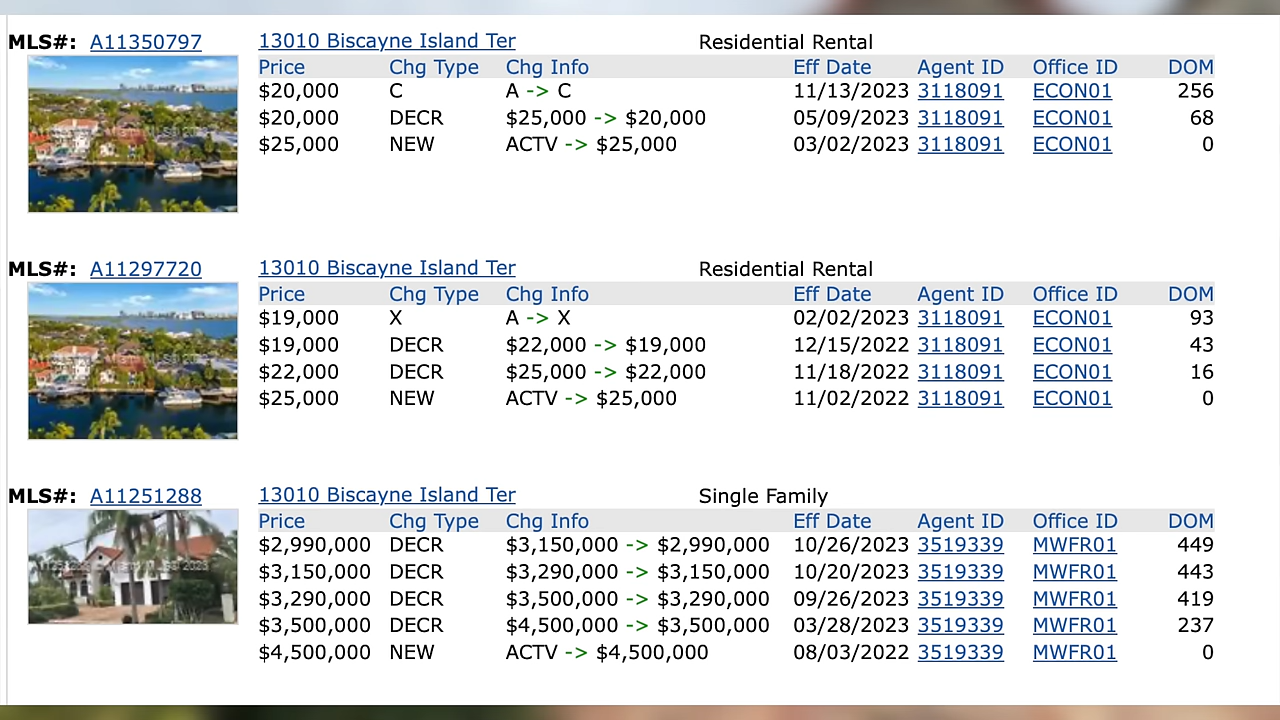 MLS#: A11350797 13010 Biscayne Island Ter Residential Rental
Price Chg Type Chg Info Eff Date Agent ID Office ID DOM
$20,000 C A -> C 11/13/2023 3118091 ECON01 256
$20,000 DECR $25,000 -> $20,000 05/09/2023 3118091 ECON01 68
$25,000 NEW ACTV -> $25,000 03/02/2023 3118091 ECON01 0
MLS#: A11297720 13010 Biscayne Island Ter Residential Rental
Price Chg Type Chg Info Eff Date Agent ID Office ID DOM
$19,000 X A -> X 02/02/2023 3118091 ECON01 93
$19,000 DECR $22,000 -> $19,000 12/15/2022 3118091 ECON01 43
$22,000 DECR $25,000 -> $22,000 11/18/2022 3118091 ECON01 16
$25,000 NEW ACTV -> $25,000 11/02/2022 3118091 ECON01 0
MLS#: A11251288 13010 Biscayne Island Ter Single Family
Price Chg Type Chg Info Eff Date Agent ID Office ID DOM
$2,990,000 DECR $3,150,000 -> $2,990,000 10/26/2023 3519339 MWFR01 449
$3,150,000 DECR $3,290,000 -> $3,150,000 10/20/2023 3519339 MWFR01 443
$3,290,000 DECR $3,500,000 -> $3,290,000 09/26/2023 3519339 MWFR01 419
$3,500,000 DECR $4,500,000 -> $3,500,000 03/28/2023 3519339 MWFR01 237
$4,500,000 NEW ACTV -> $4,500,000 08/03/2022 3519339 MWFR01 0